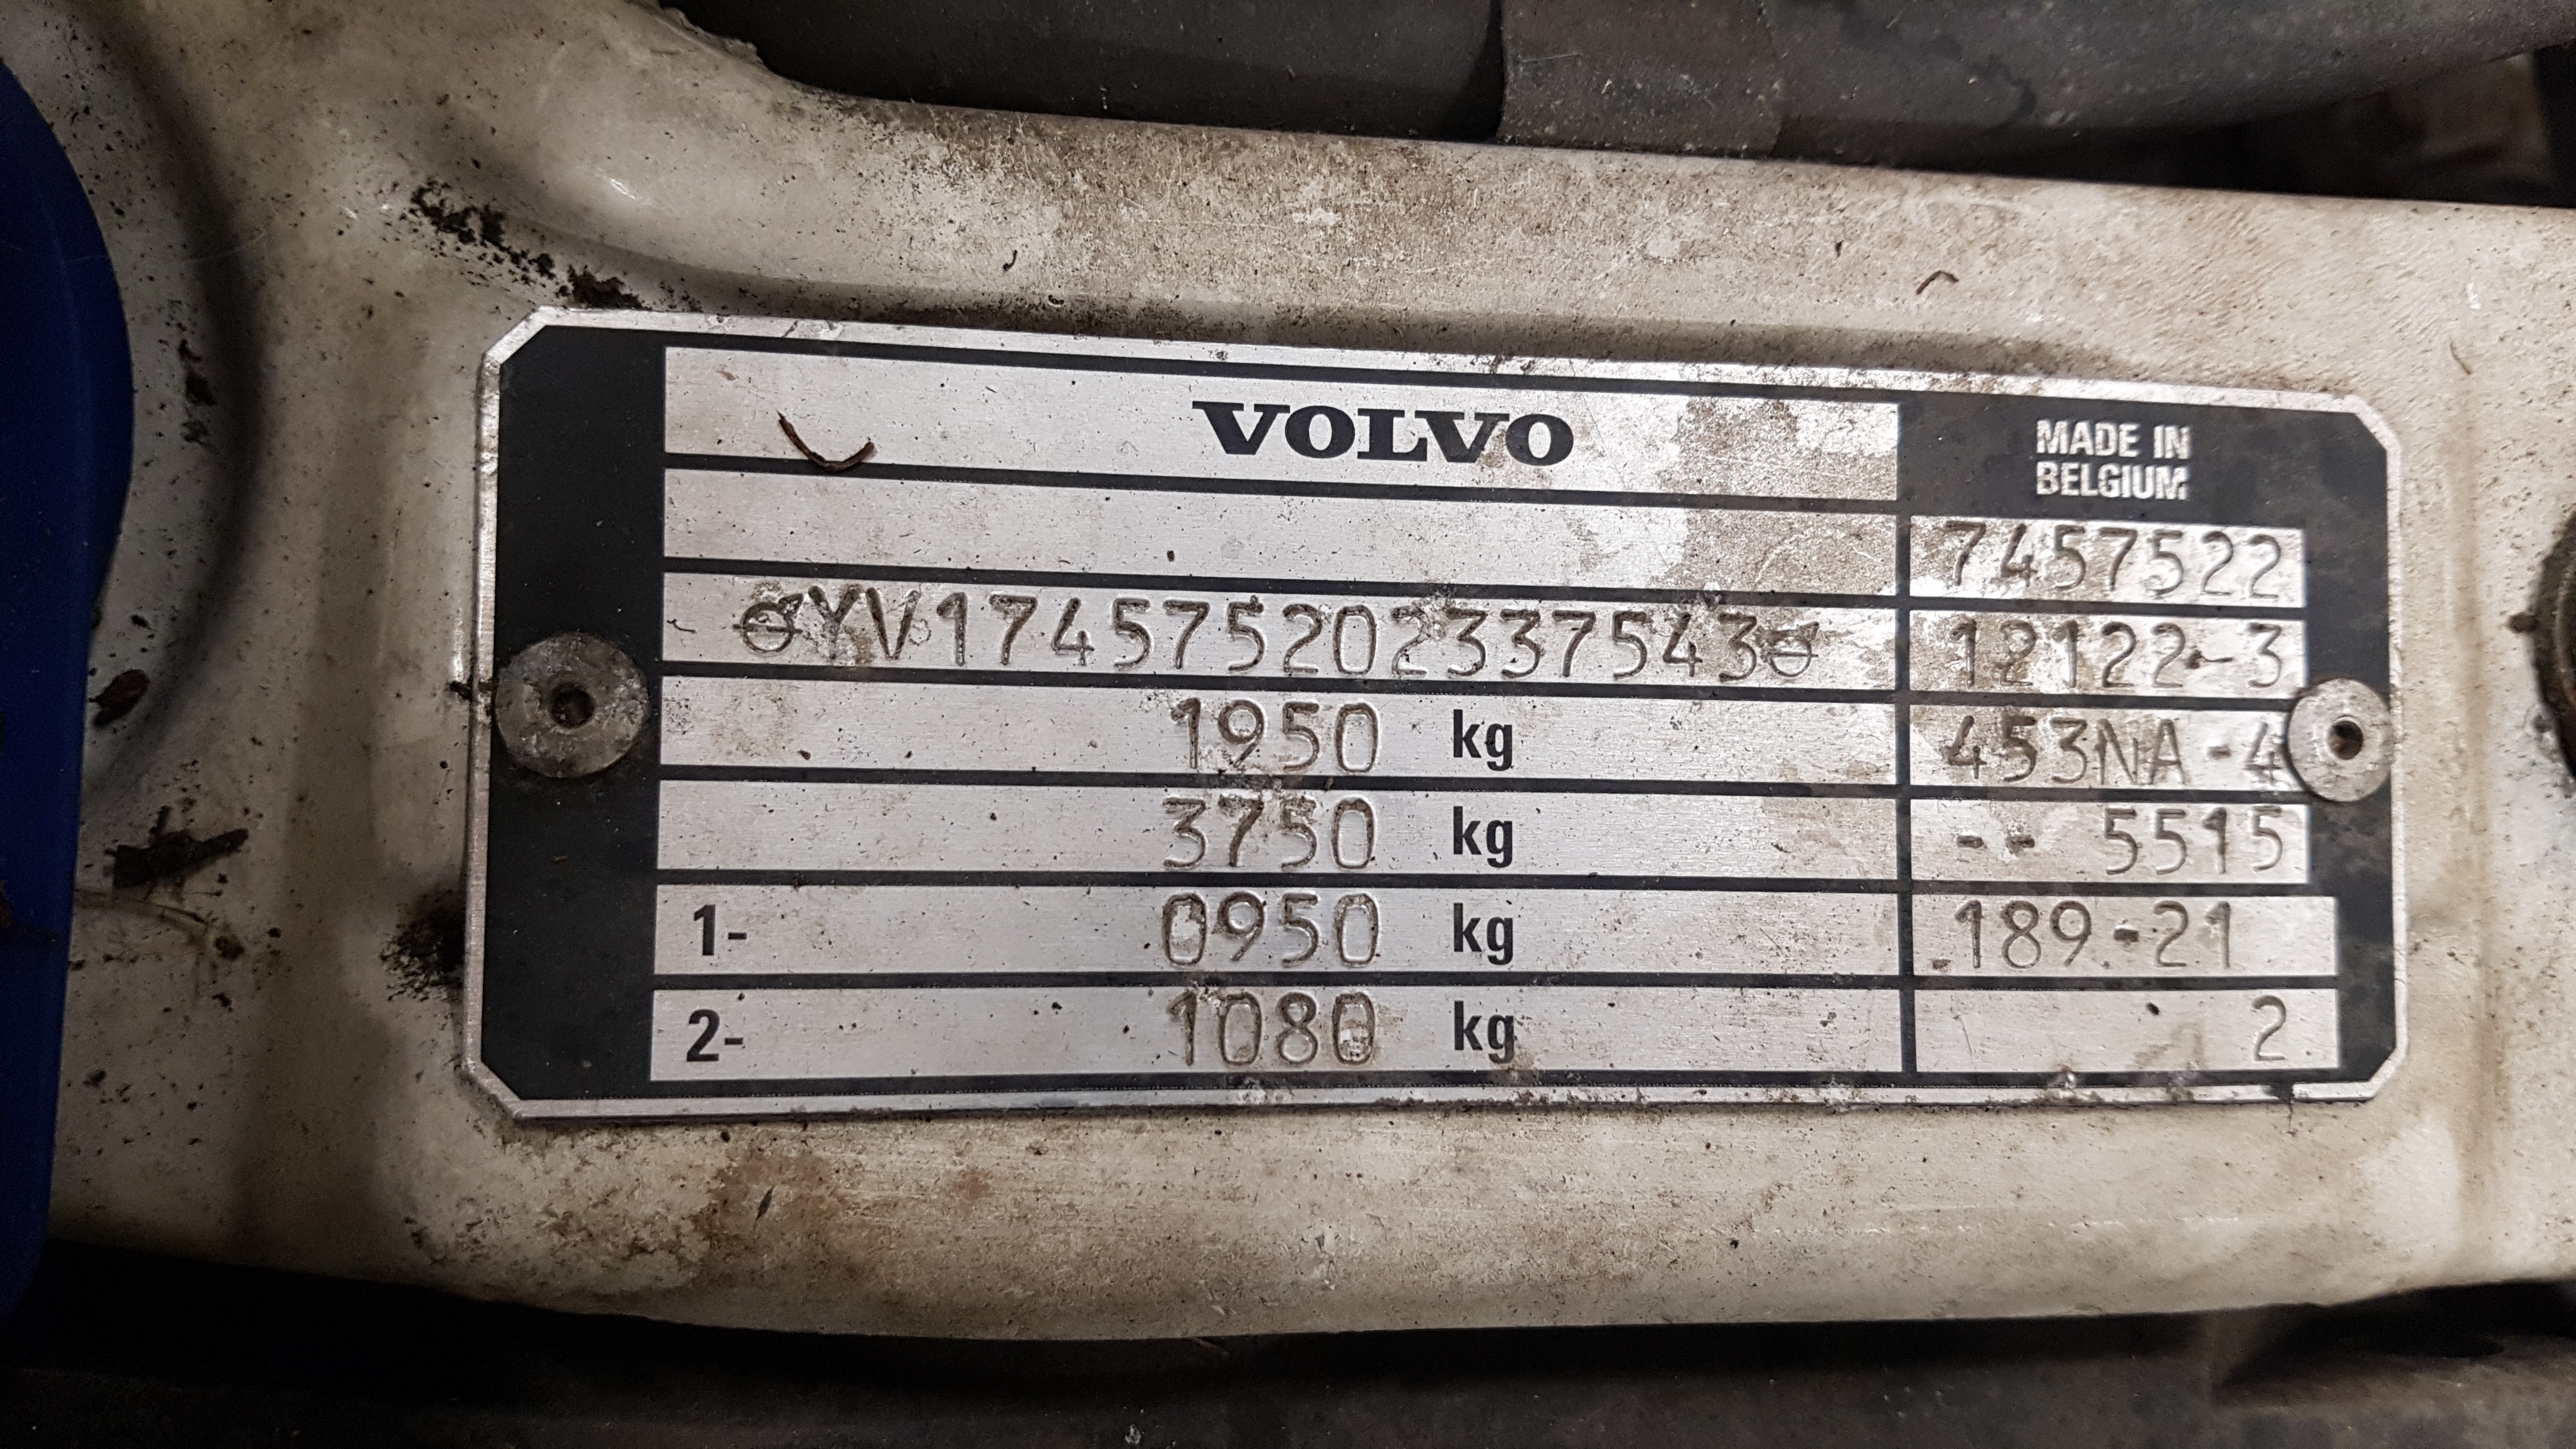 VOLVO
MADE IN
BELGIUM
7457522
YV174575202337543
12122-3
1950 kg
453NA-4
3750 kg
-- 5515
1- 0950 kg
189-21
2- 1080 kg
2